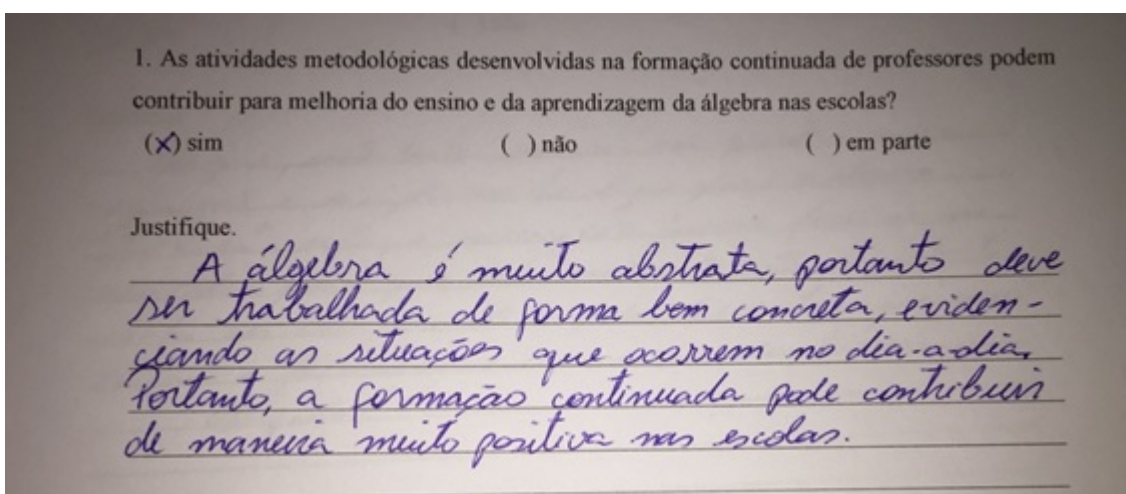 1. As atividades metodológicas desenvolvidas na formação continuada de professores podem
contribuir para melhoria do ensino e da aprendizagem da álgebra nas escolas?
(x) sim ( ) não ( ) em parte
Justifique.
A álgebra é muito abstrata, portanto deve
ser trabalhada de forma bem concreta, eviden-
ciando as situações que ocorrem no dia-a-dia.
Portanto, a formação continuada pode contribuir
de maneira muito positiva nas escolas.